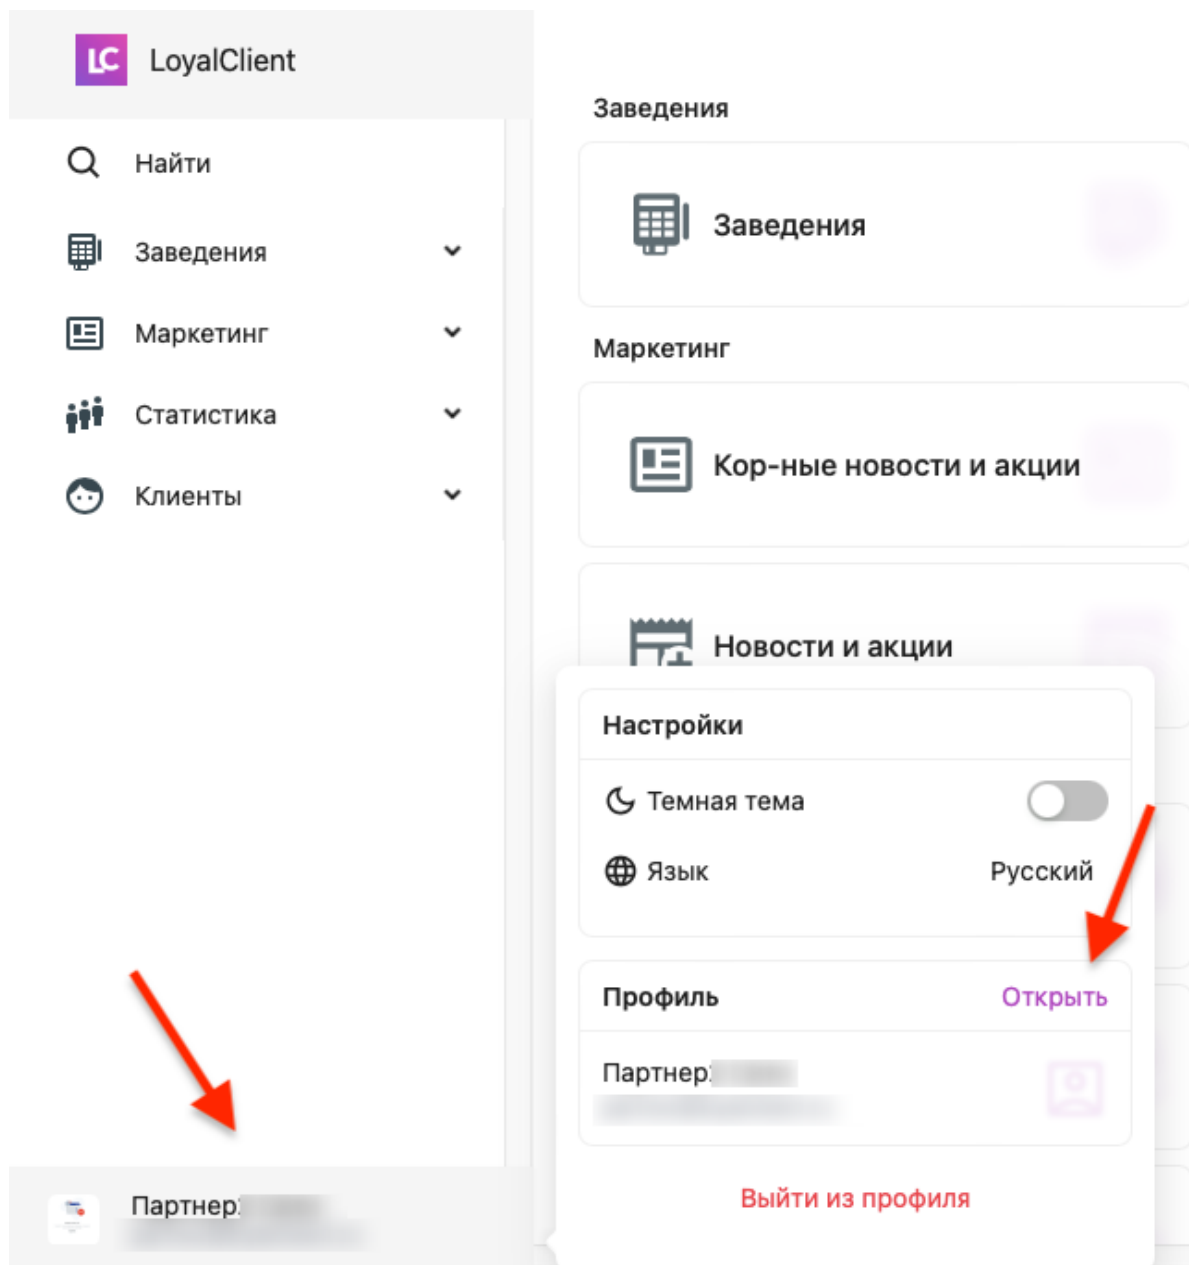 LC LoyalClient
Найти
Заведения
Маркетинг
Статистика
Клиенты
Партнер
Заведения
Заведения
Маркетинг
Кор-ные новости и акции
Новости и акции
Настройки
Темная тема
Язык Русский
Профиль Открыть
Партнер
Выйти из профиля